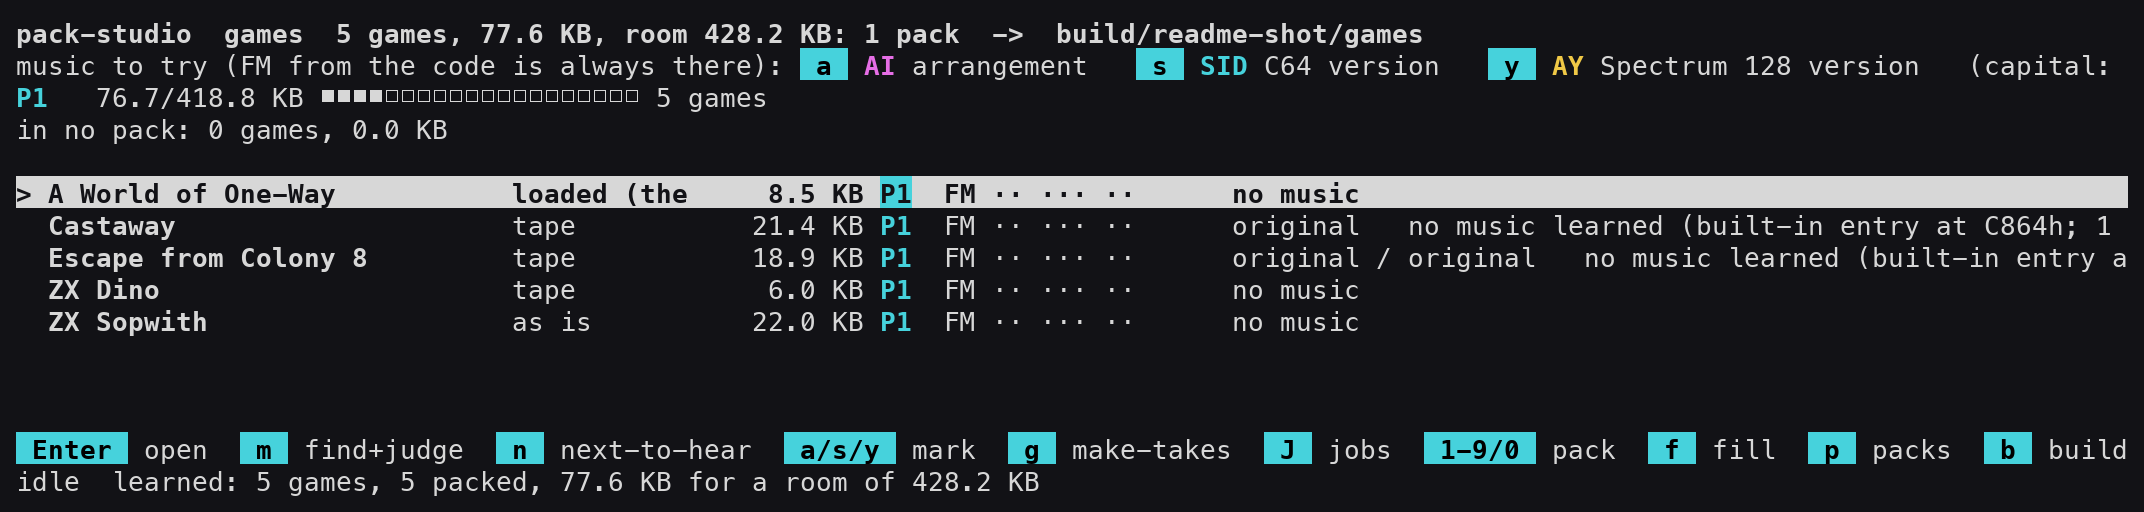 pack-studio  games  5 games, 77.6 KB, room 428.2 KB: 1 pack  ->  build/readme-shot/games
music to try (FM from the code is always there):  a  AI arrangement    s  SID C64 version    y  AY Spectrum 128 version   (capital:
P1   76.7/418.8 KB ■■■■□□□□□□□□□□□□□□□□ 5 games
in no pack: 0 games, 0.0 KB
> A World of One-Way           loaded (the     8.5 KB P1  FM ·· ··· ··      no music
  Castaway                     tape           21.4 KB P1  FM ·· ··· ··      original   no music learned (built-in entry at C864h; 1
  Escape from Colony 8         tape           18.9 KB P1  FM ·· ··· ··      original / original   no music learned (built-in entry a
  ZX Dino                      tape            6.0 KB P1  FM ·· ··· ··      no music
  ZX Sopwith                   as is          22.0 KB P1  FM ·· ··· ··      no music
 Enter  open   m  find+judge   n  next-to-hear   a/s/y  mark   g  make-takes   J  jobs   1-9/0  pack   f  fill   p  packs   b  build
idle  learned: 5 games, 5 packed, 77.6 KB for a room of 428.2 KB